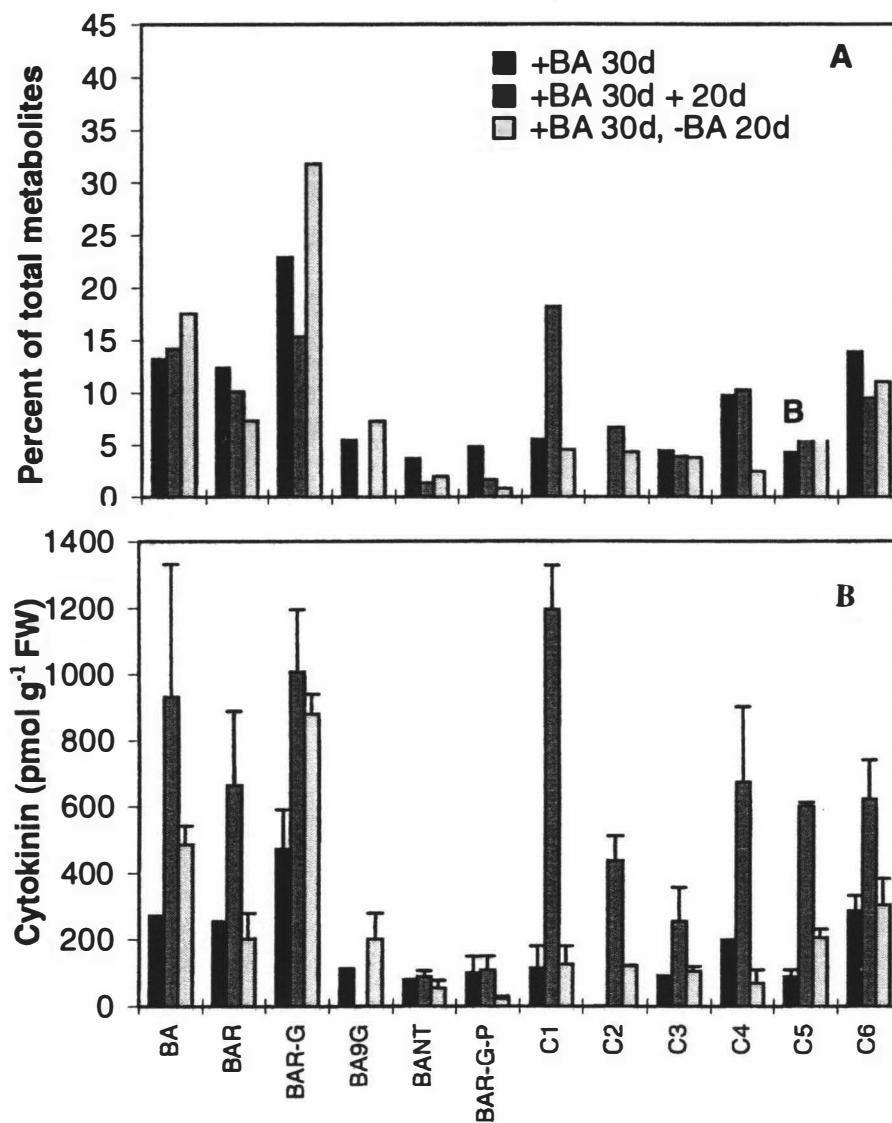 45
40
35
30
25
20
15
10
5
0
Percent of total metabolites
A
+BA 30d
+BA 30d + 20d
+BA 30d, -BA 20d
B
1400
1200
1000
800
600
400
200
0
Cytokinin (pmol g⁻¹ FW)
B
BA
BAR
BAR-G
BA9G
BANT
BAR-G-P
C1
C2
C3
C4
C5
C6